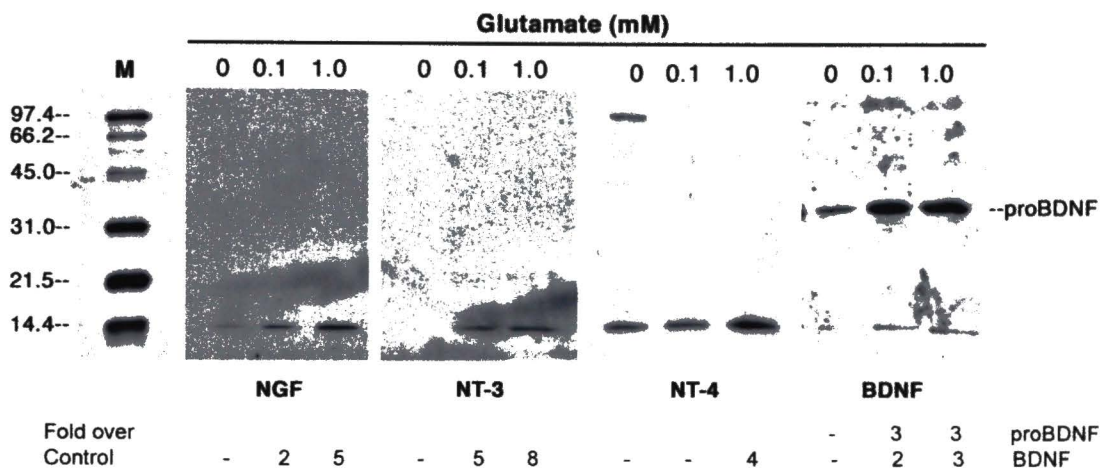 Glutamate (mM)
M 0 0.1 1.0 0 0.1 1.0 0 0.1 1.0 0 0.1 1.0
97.4--
66.2--
45.0--
31.0--
21.5--
14.4--
--proBDNF
NGF NT-3 NT-4 BDNF
Fold over - 3 3 proBDNF
Control - 2 5 - 5 8 - - 4 - 2 3 BDNF